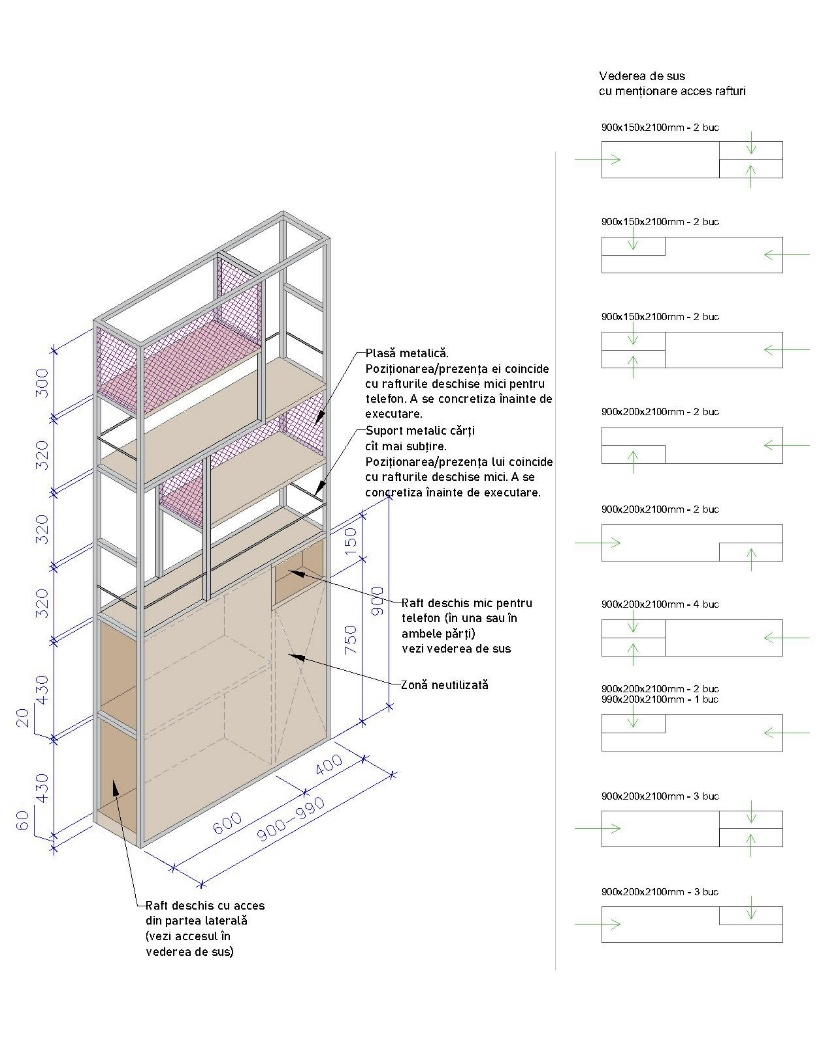 Vederea de sus
cu menționare acces rafturi
900x150x2100mm - 2 buc
900x150x2100mm - 2 buc
900x150x2100mm - 2 buc
900x200x2100mm - 2 buc
900x200x2100mm - 2 buc
900x200x2100mm - 4 buc
900x200x2100mm - 2 buc
990x200x2100mm - 1 buc
900x200x2100mm - 3 buc
900x200x2100mm - 3 buc
Plasă metalică.
Poziționarea/prezența ei coincide
cu rafturile deschise mici pentru
telefon. A se concretiza înainte de
executare.
Suport metalic cărți
cît mai subțire.
Poziționarea/prezența lui coincide
cu rafturile deschise mici. A se
concretiza înainte de executare.
Raft deschis mic pentru
telefon (în una sau în
ambele părți)
vezi vederea de sus
Zonă neutilizată
Raft deschis cu acces
din partea laterală
(vezi accesul în
vederea de sus)
300
320
320
320
430
20
430
60
150
900
750
400
600
900-990